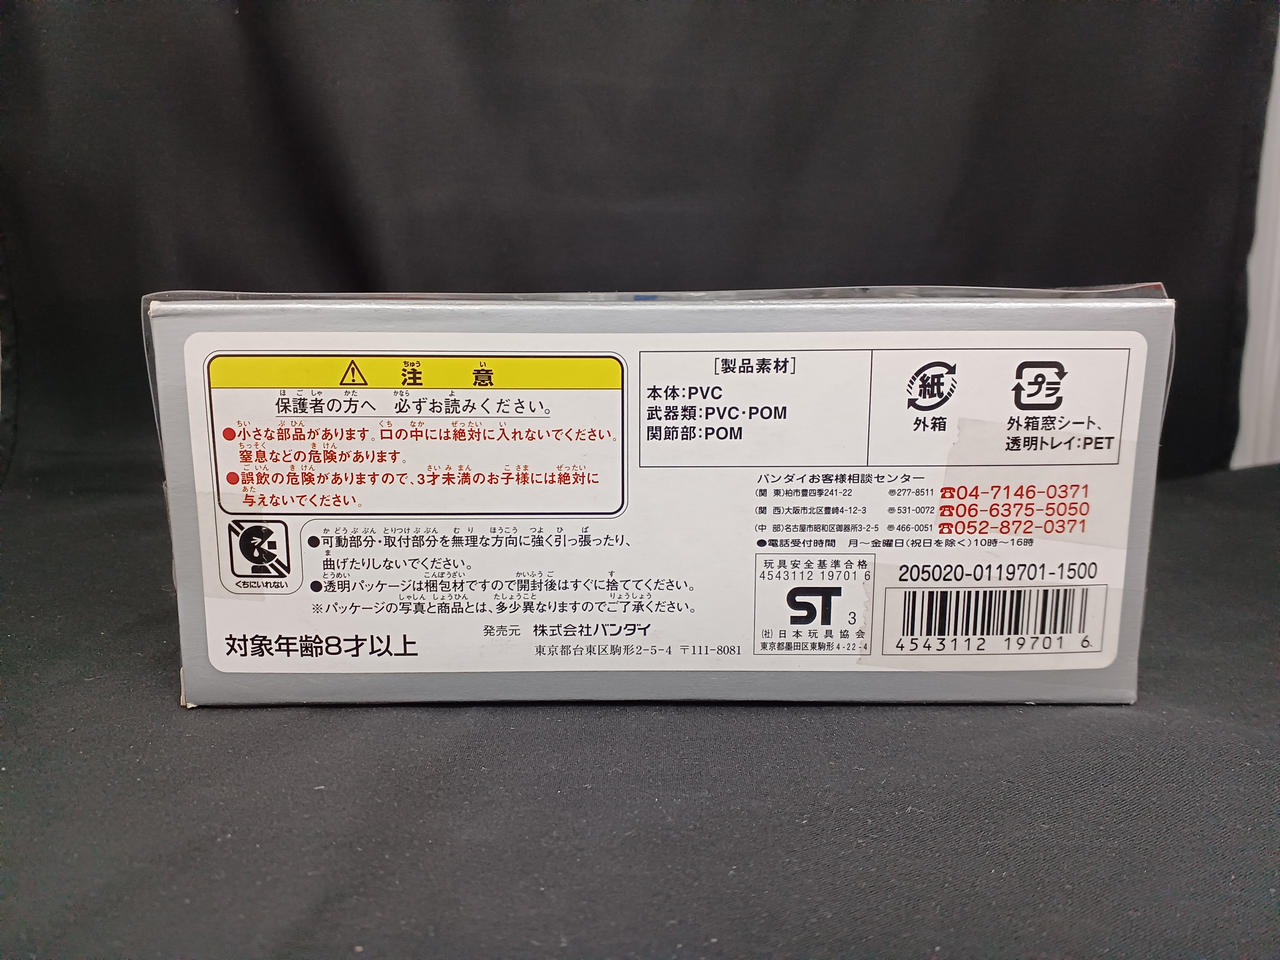 注意
保護者の方へ 必ずお読みください。
●小さな部品があります。口の中には絶対に入れないでください。
窒息などの危険があります。
●誤飲の危険がありますので、3才未満のお子様には絶対に
与えないでください。
くちにいれない
●可動部分・取付部分を無理な方向に強く引っ張ったり、
曲げたりしないでください。
●透明パッケージは梱包材ですので開封後はすぐに捨ててください。
※パッケージの写真と商品とは、多少異なりますのでご了承ください。
対象年齢8才以上
発売元 株式会社バンダイ
東京都台東区駒形2-5-4 〒111-8081
[製品素材]
本体:PVC
武器類:PVC・POM
関節部:POM
紙
外箱
プラ
外箱窓シート、
透明トレイ:PET
バンダイお客様相談センター
(関 東)柏市豊四季241-22 〒277-8511 ☎04-7146-0371
(関 西)大阪市北区豊崎4-12-3 〒531-0072 ☎06-6375-5050
(中 部)名古屋市昭和区御器所3-2-5 〒466-0051 ☎052-872-0371
●電話受付時間 月〜金曜日(祝日を除く)10時〜16時
玩具安全基準合格
4543112 19701 6
ST 3
(社)日本玩具協会
東京都墨田区東駒形4-22-4
205020-0119701-1500
4543112 19701 6